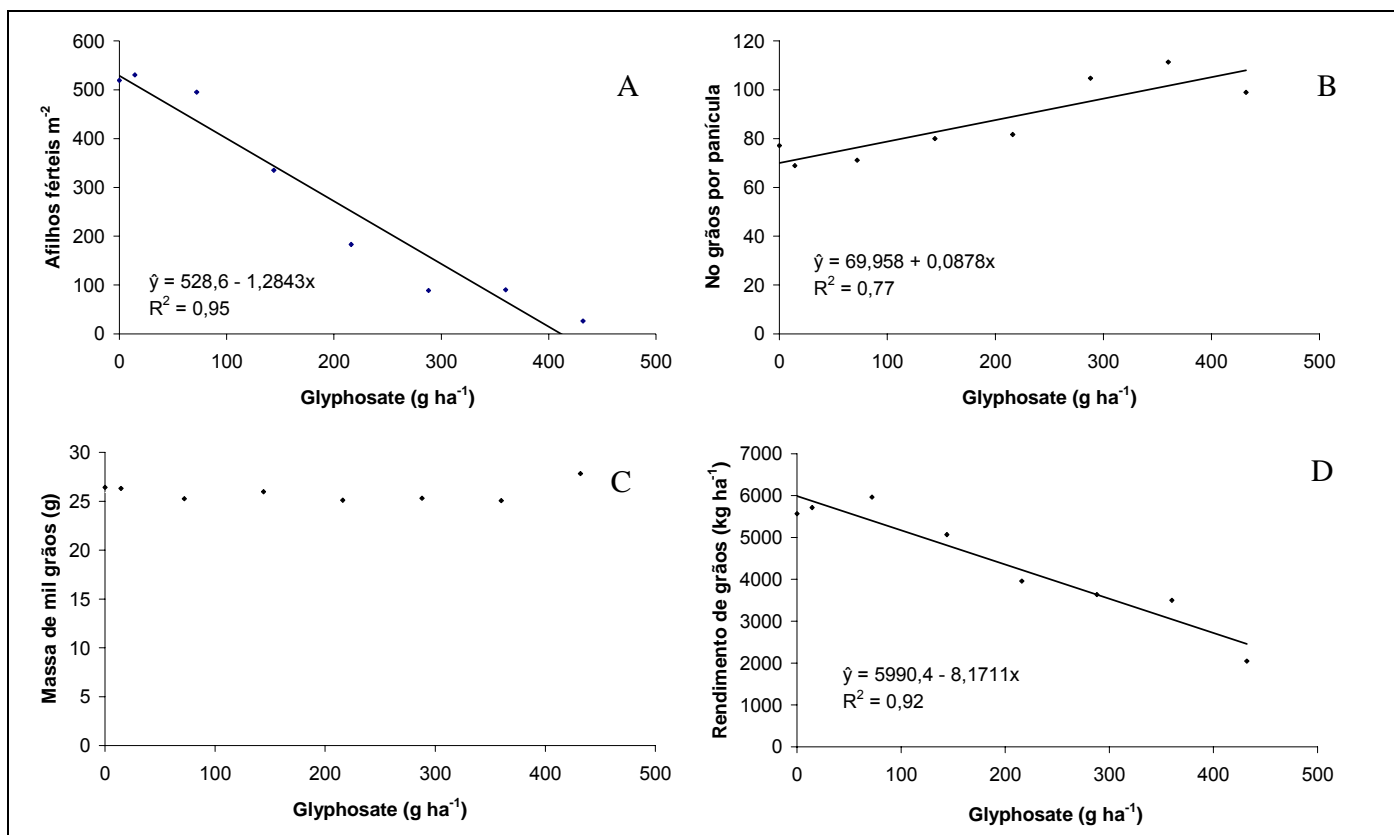 A
Afilhos férteis m-2
600
500
400
300
200
100
0
0 100 200 300 400 500
ŷ = 528,6 - 1,2843x
R2 = 0,95
Glyphosate (g ha-1)
B
No grãos por panícula
120
100
80
60
40
20
0
0 100 200 300 400 500
ŷ = 69,958 + 0,0878x
R2 = 0,77
Glyphosate (g ha-1)
C
Massa de mil grãos (g)
30
25
20
15
10
5
0
0 100 200 300 400 500
Glyphosate (g ha-1)
D
Rendimento de grãos (kg ha-1)
7000
6000
5000
4000
3000
2000
1000
0
0 100 200 300 400 500
ŷ = 5990,4 - 8,1711x
R2 = 0,92
Glyphosate (g ha-1)